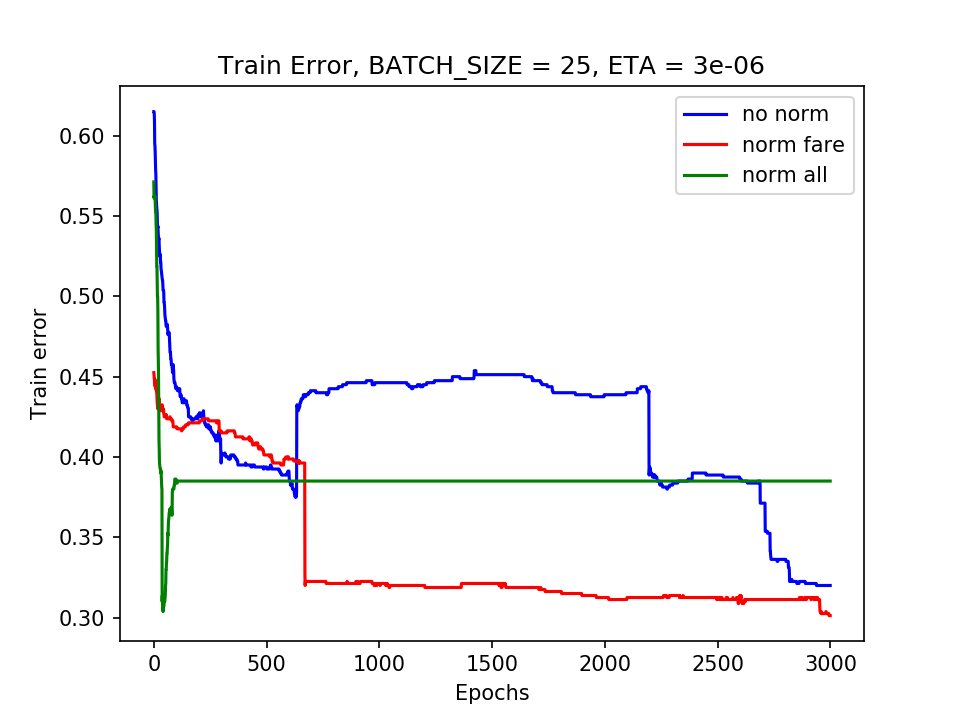 Train Error, BATCH_SIZE = 25, ETA = 3e-06
no norm
norm fare
norm all
Train error
0.60
0.55
0.50
0.45
0.40
0.35
0.30
0 500 1000 1500 2000 2500 3000
Epochs